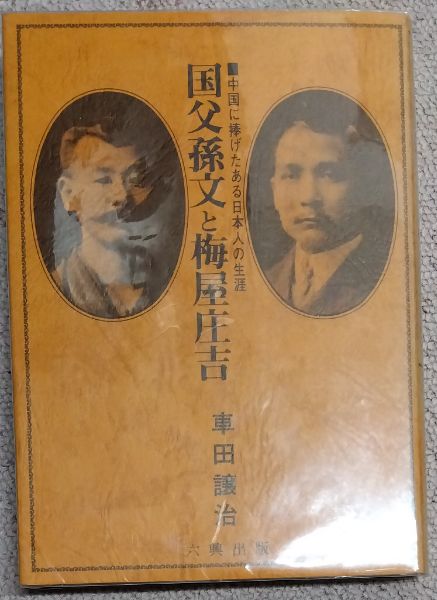 中国に捧げたある日本人の生涯
国父孫文と梅屋庄吉
車田譲治
六興出版